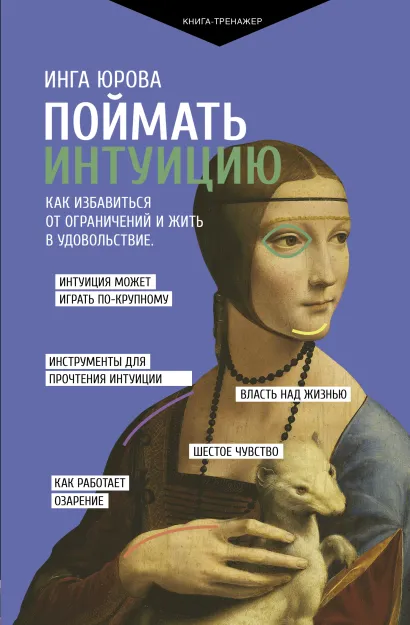 КНИГА-ТРЕНАЖЕР
ИНГА ЮРОВА
ПОЙМАТЬ
ИНТУИЦИЮ
КАК ИЗБАВИТЬСЯ
ОТ ОГРАНИЧЕНИЙ И ЖИТЬ
В УДОВОЛЬСТВИЕ.
ИНТУИЦИЯ МОЖЕТ
ИГРАТЬ ПО-КРУПНОМУ
ИНСТРУМЕНТЫ ДЛЯ
ПРОЧТЕНИЯ ИНТУИЦИИ
ВЛАСТЬ НАД ЖИЗНЬЮ
ШЕСТОЕ ЧУВСТВО
КАК РАБОТАЕТ
ОЗАРЕНИЕ